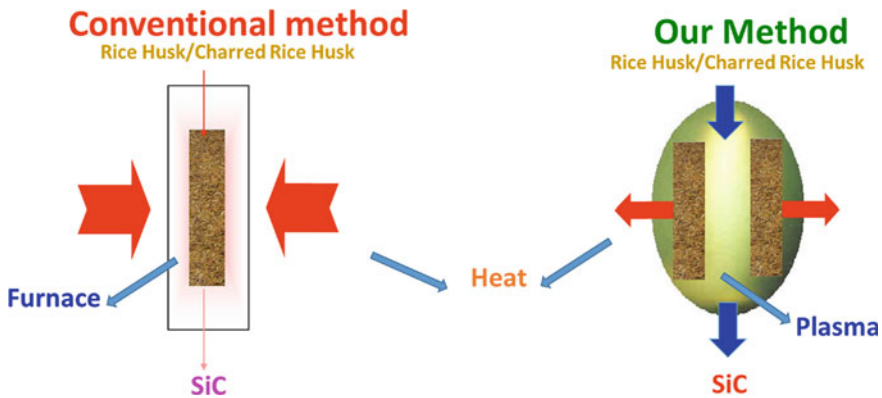 Conventional method
Rice Husk/Charred Rice Husk
Furnace
SiC
Heat
Our Method
Rice Husk/Charred Rice Husk
Plasma
SiC